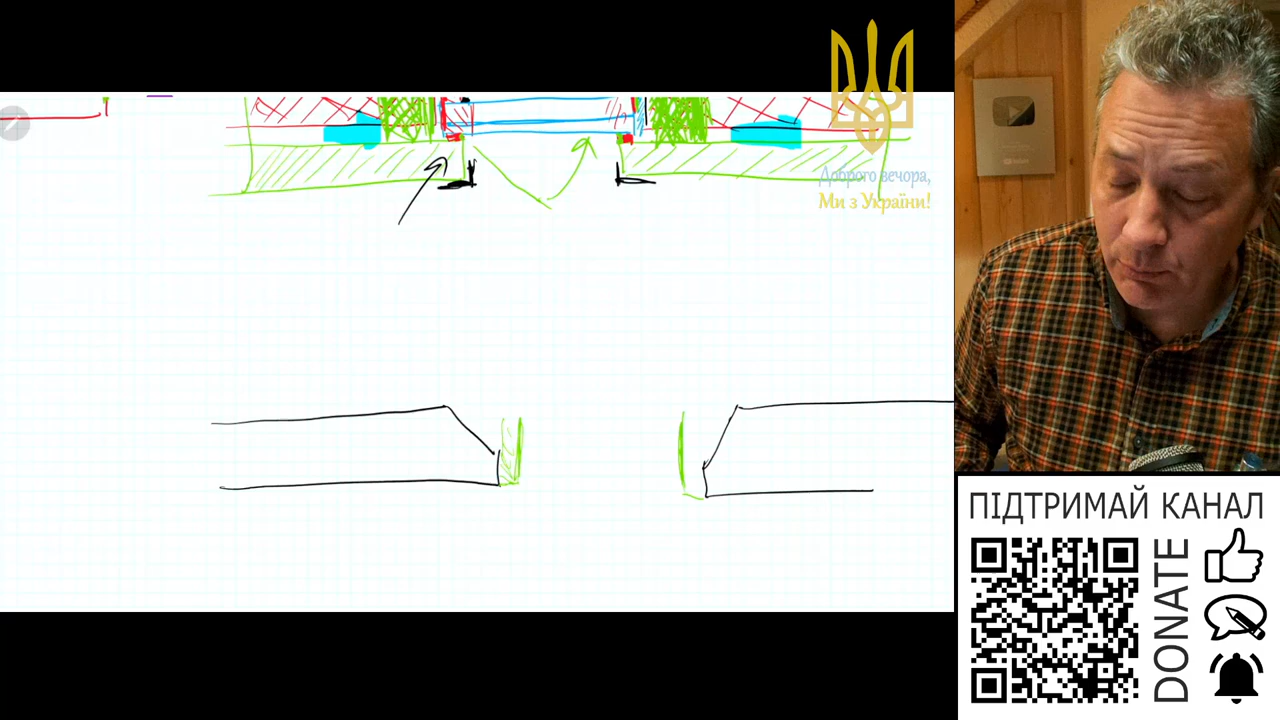 Доброго вечора,
Ми з України!
ПІДТРИМАЙ КАНАЛ
DONATE